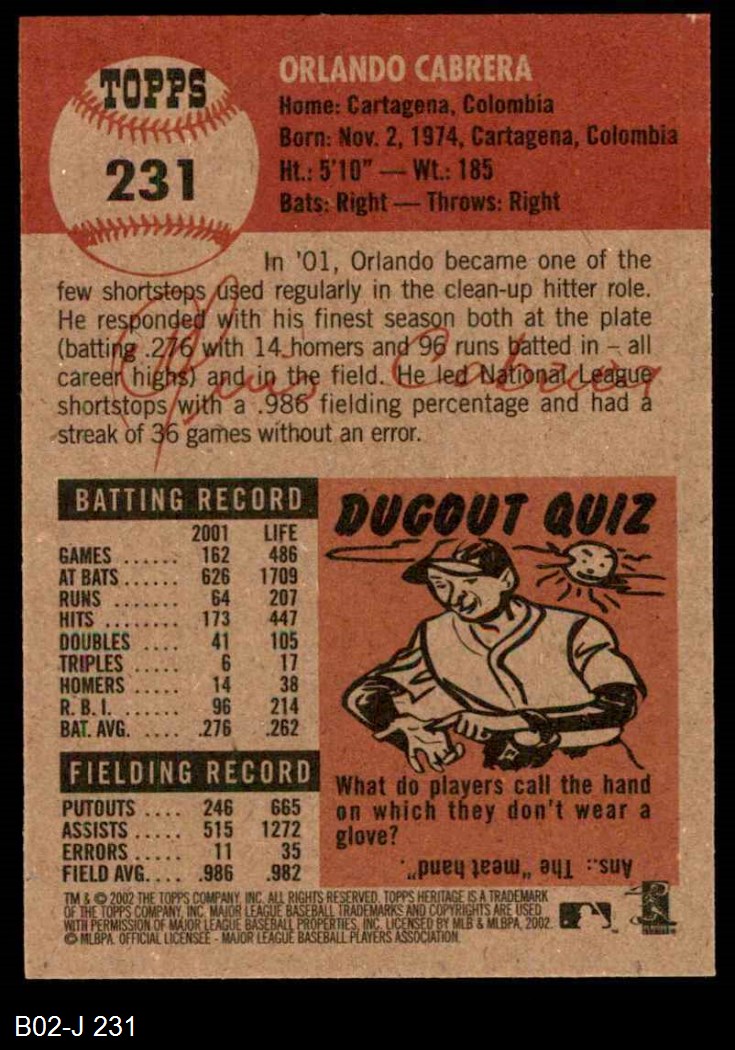 TOPPS
231
ORLANDO CABRERA
Home: Cartagena, Colombia
Born: Nov. 2, 1974, Cartagena, Colombia
Ht.: 5'10" — Wt.: 185
Bats: Right — Throws: Right
In '01, Orlando became one of the
few shortstops used regularly in the clean-up hitter role.
He responded with his finest season both at the plate
(batting .276 with 14 homers and 96 runs batted in – all
career highs) and in the field. He led National League
shortstops with a .986 fielding percentage and had a
streak of 36 games without an error.
BATTING RECORD
2001 LIFE
GAMES ...... 162 486
AT BATS ...... 626 1709
RUNS ....... 64 207
HITS ........ 173 447
DOUBLES .... 41 105
TRIPLES ..... 6 17
HOMERS ..... 14 38
R. B. I. ...... 96 214
BAT. AVG. .... .276 .262
FIELDING RECORD
PUTOUTS .... 246 665
ASSISTS ..... 515 1272
ERRORS ..... 11 35
FIELD AVG.... .986 .982
DUGOUT QUIZ
What do players call the hand
on which they don't wear a
glove?
Ans.: The "meat hand".
TM & © 2002 THE TOPPS COMPANY, INC. ALL RIGHTS RESERVED. TOPPS HERITAGE IS A TRADEMARK
OF THE TOPPS COMPANY, INC. MAJOR LEAGUE BASEBALL TRADEMARKS AND COPYRIGHTS ARE USED
WITH PERMISSION OF MAJOR LEAGUE BASEBALL PROPERTIES, INC. LICENSED BY MLB & MLBPA, 2002.
© MLBPA. OFFICIAL LICENSEE - MAJOR LEAGUE BASEBALL PLAYERS ASSOCIATION.
B02-J 231